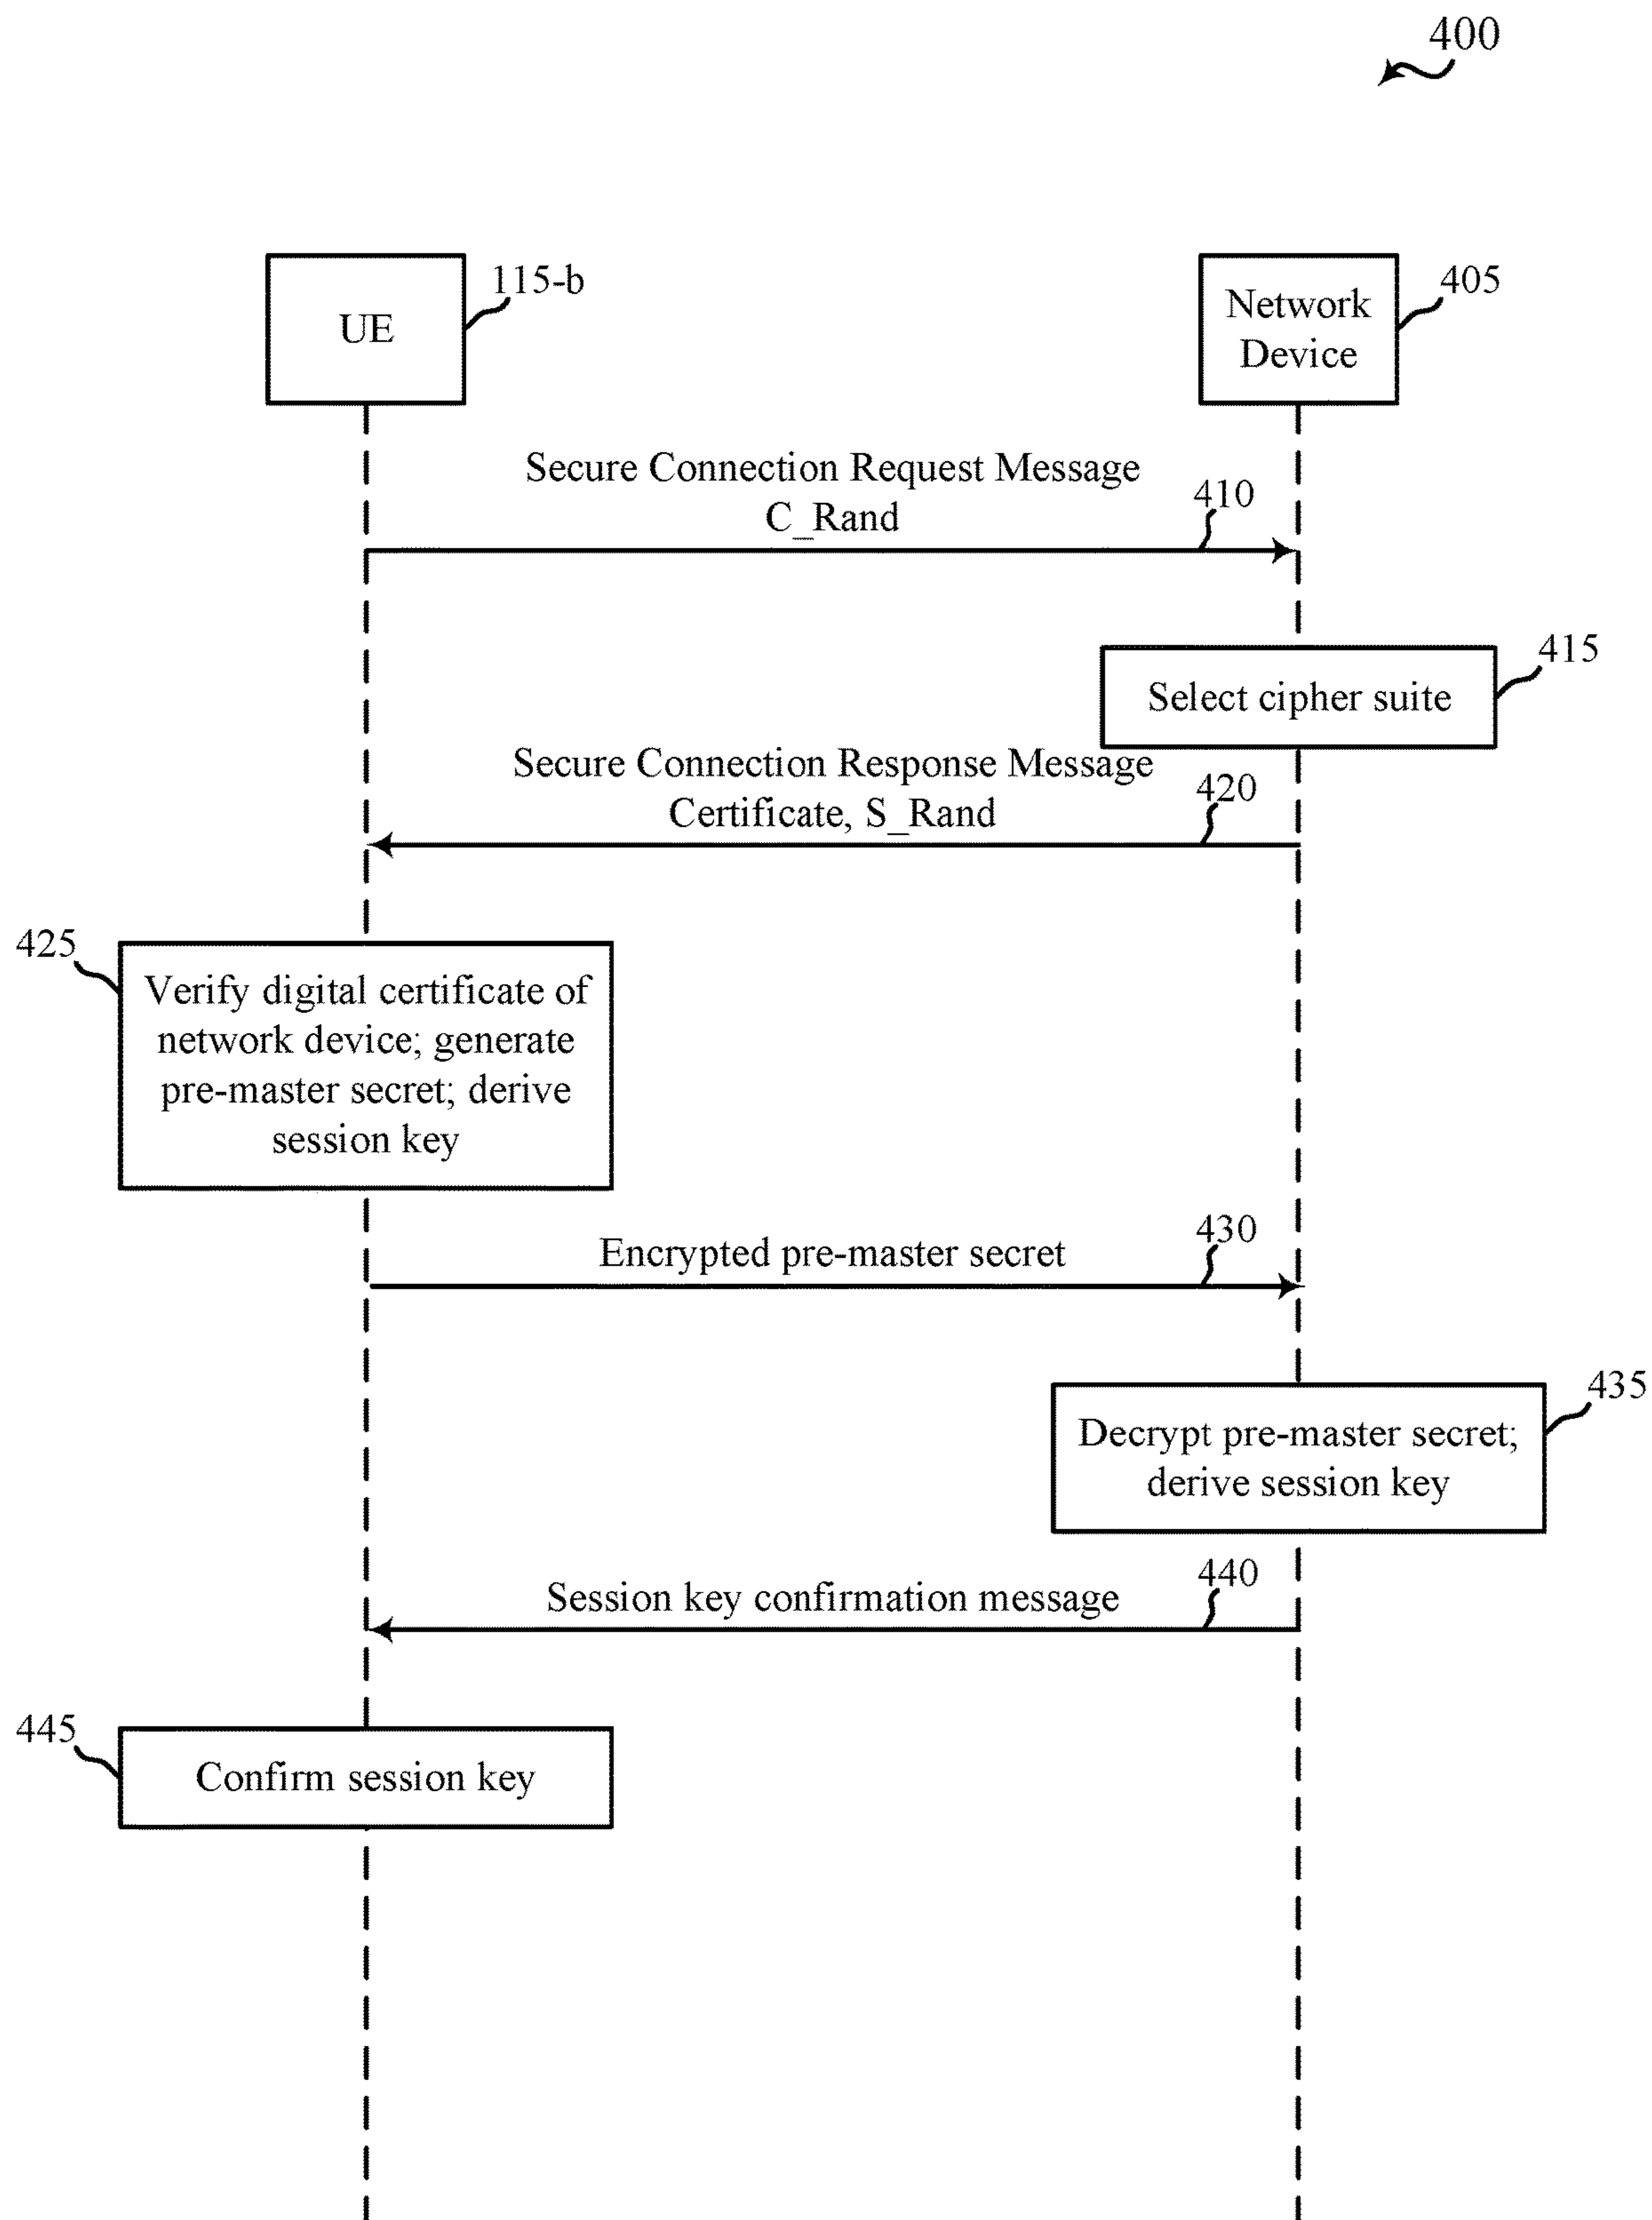 400
UE
115-b
Network
Device
405
Secure Connection Request Message
C_Rand
410
Select cipher suite
415
Secure Connection Response Message
Certificate, S_Rand
420
425
Verify digital certificate of
network device; generate
pre-master secret; derive
session key
Encrypted pre-master secret
430
Decrypt pre-master secret;
derive session key
435
Session key confirmation message
440
445
Confirm session key